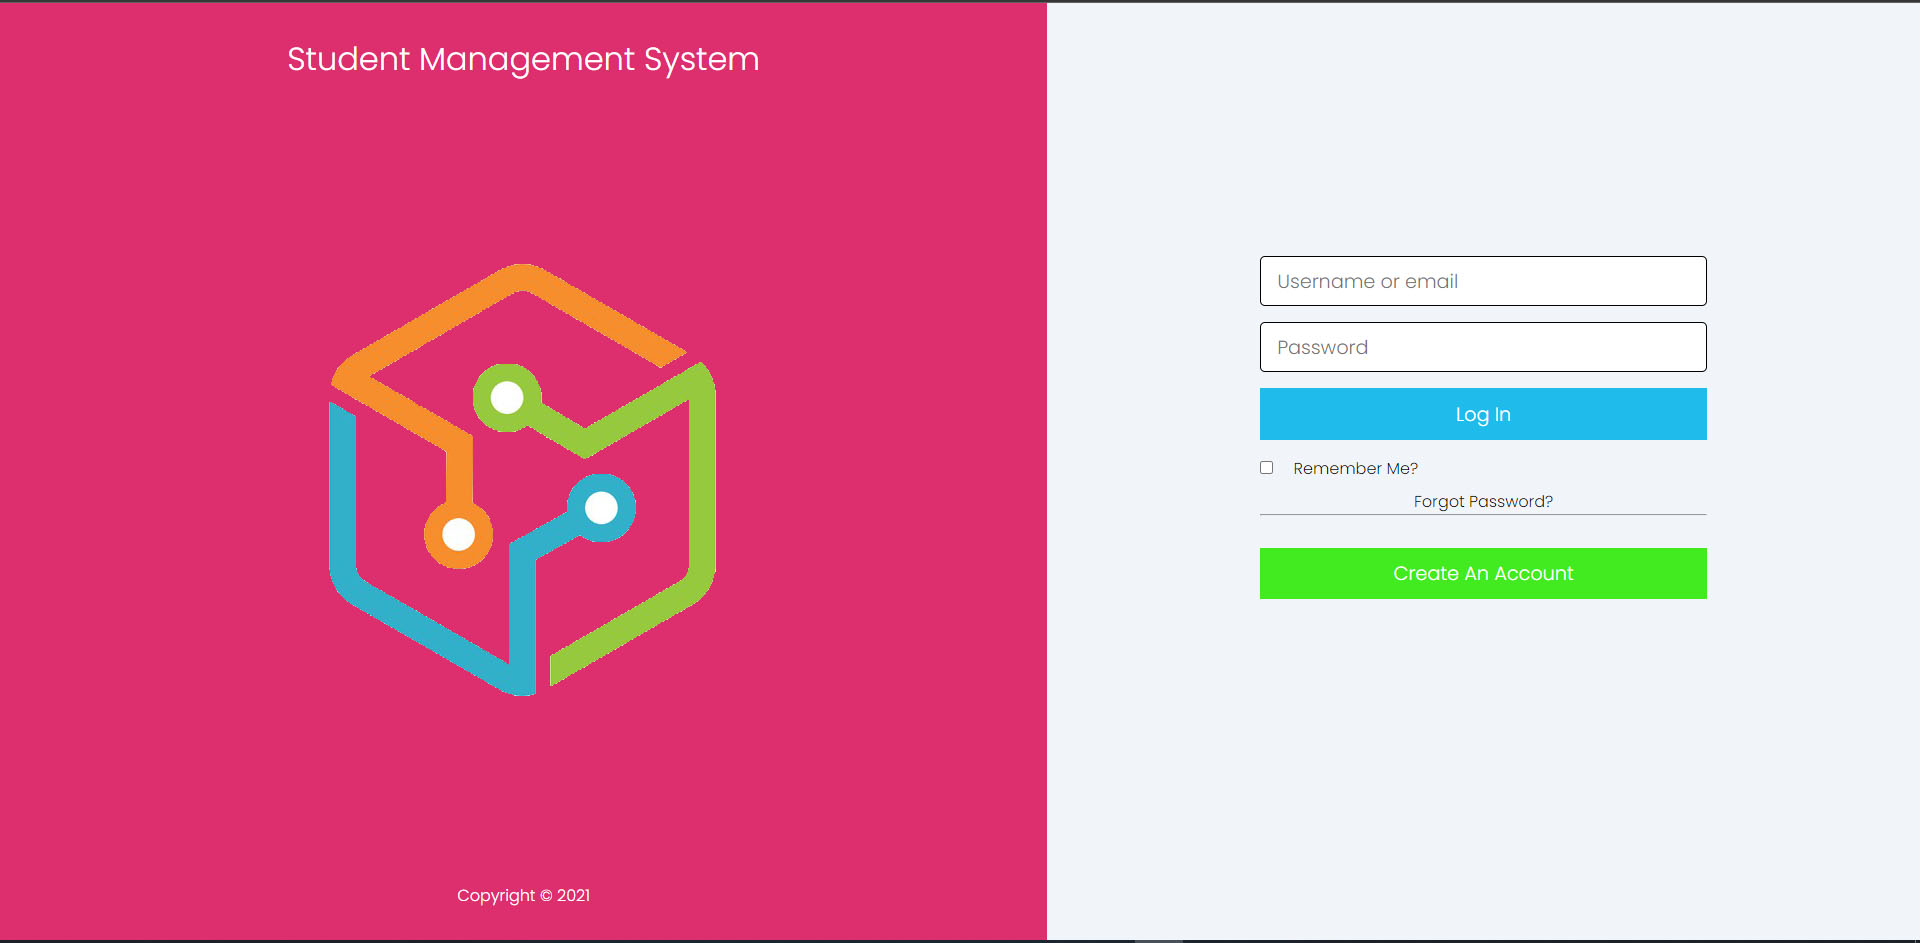 Student Management System
Copyright © 2021
Username or email
Password
Log In
Remember Me?
Forgot Password?
Create An Account